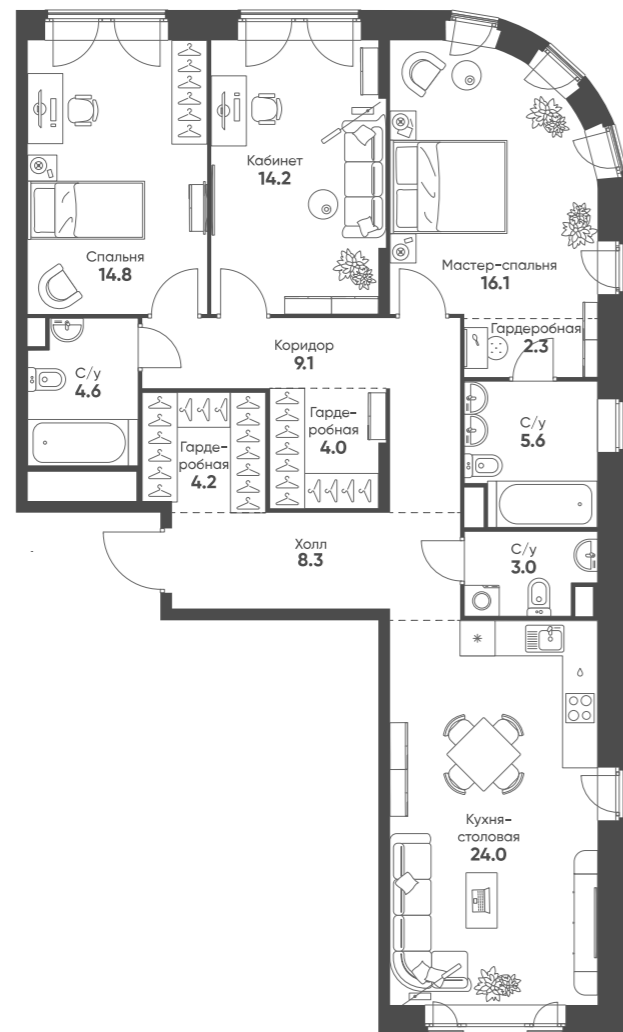 Кабинет
14.2
Спальня
14.8
Мастер-спальня
16.1
Гардеробная
2.3
Коридор
9.1
С/у
4.6
Гарде-
робная
4.0
Гарде-
робная
4.2
С/у
5.6
Холл
8.3
С/у
3.0
Кухня-
столовая
24.0